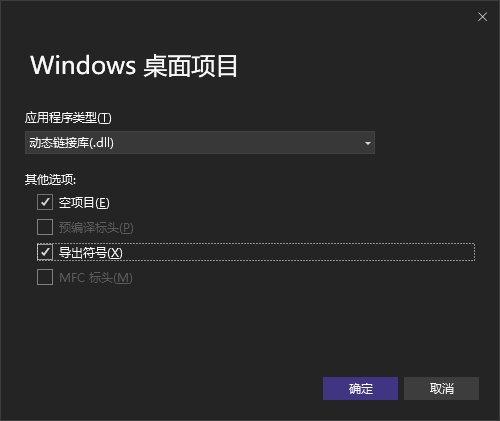 Windows 桌面项目
应用程序类型(T)
动态链接库(.dll)
其他选项:
空项目(E)
预编译标头(P)
导出符号(X)
MFC 标头(M)
确定 取消